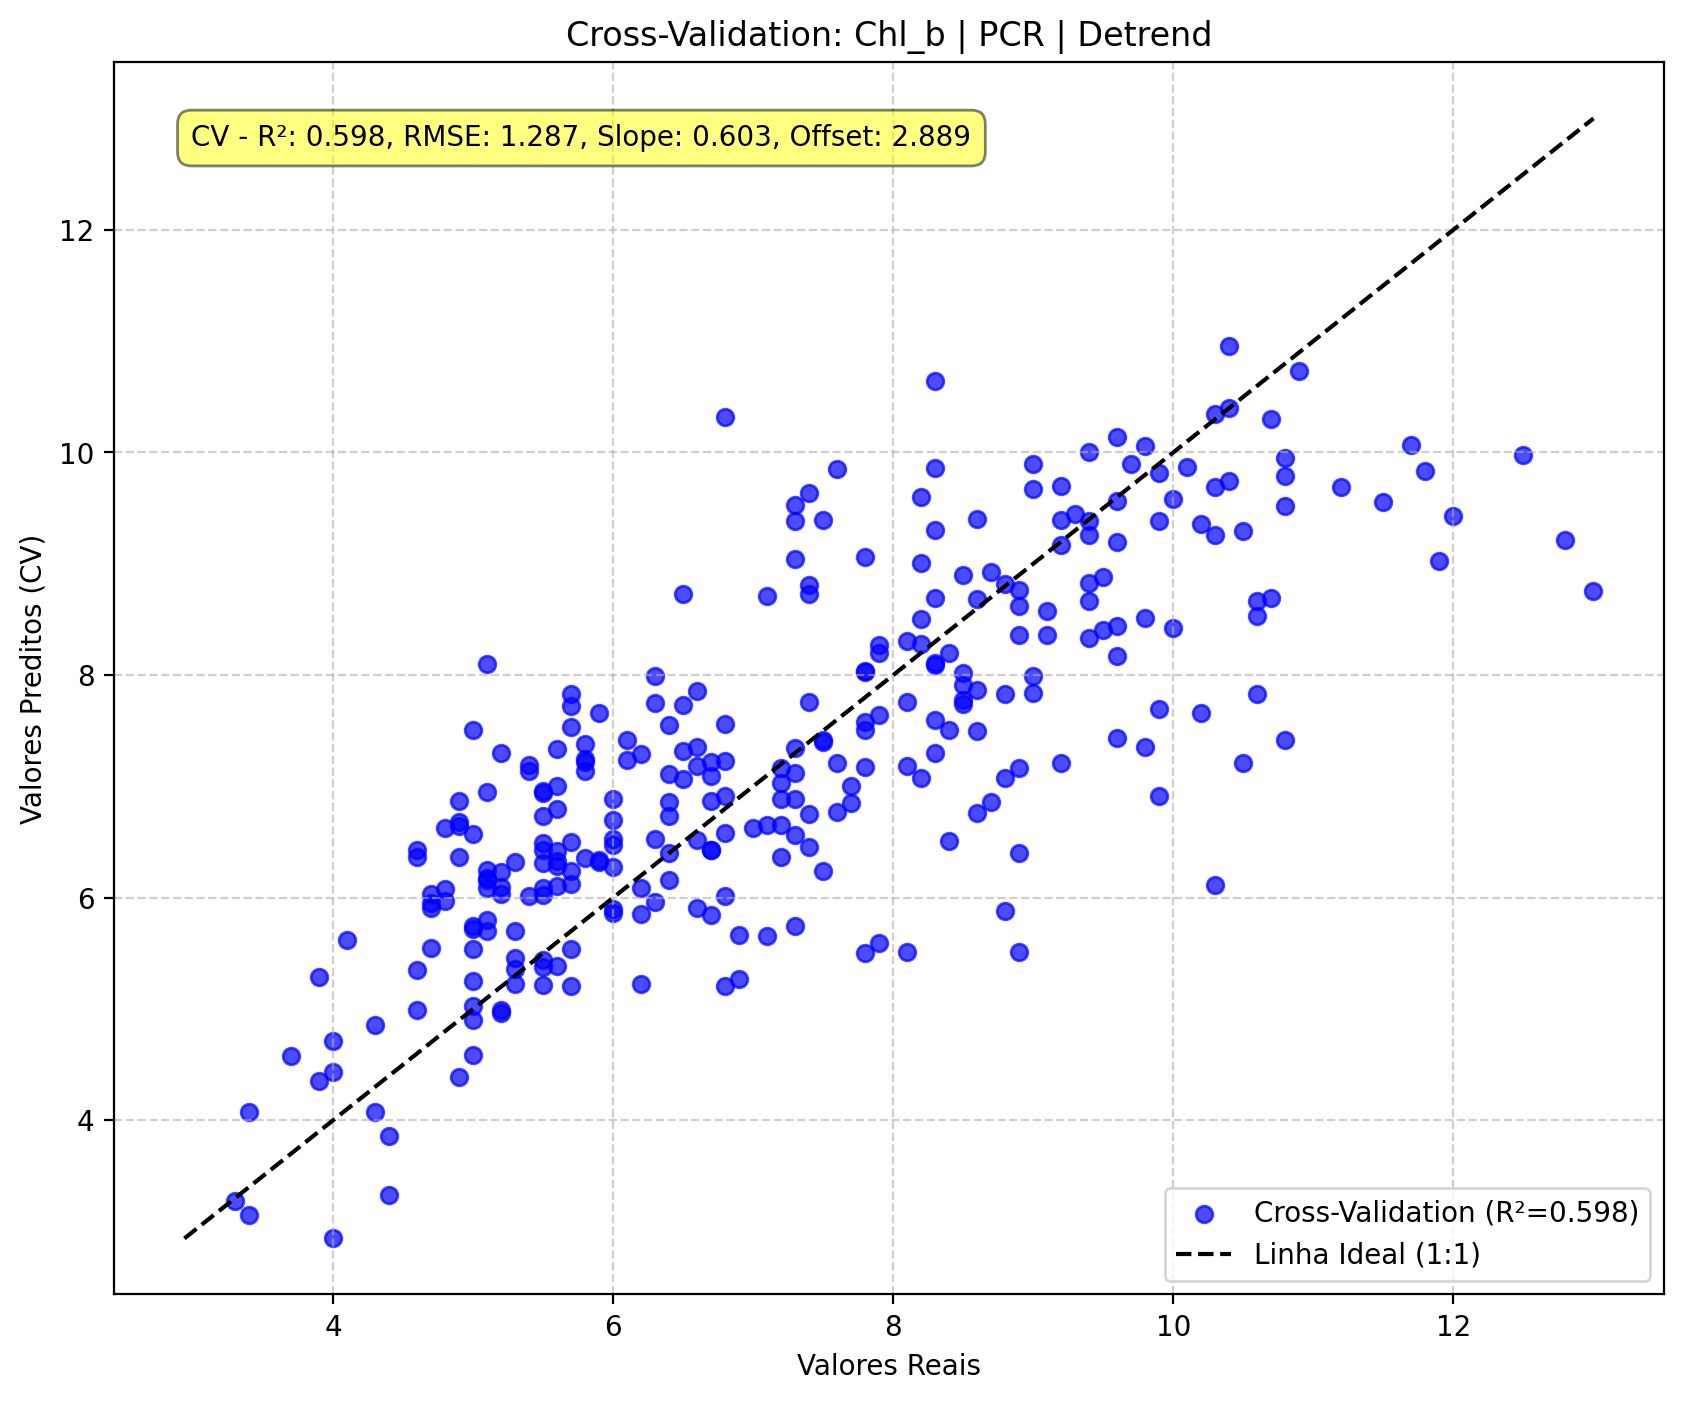 Cross-Validation: Chl_b | PCR | Detrend
CV - R²: 0.598, RMSE: 1.287, Slope: 0.603, Offset: 2.889
Valores Preditos (CV)
12
10
8
6
4
Cross-Validation (R²=0.598)
Linha Ideal (1:1)
4 6 8 10 12
Valores Reais